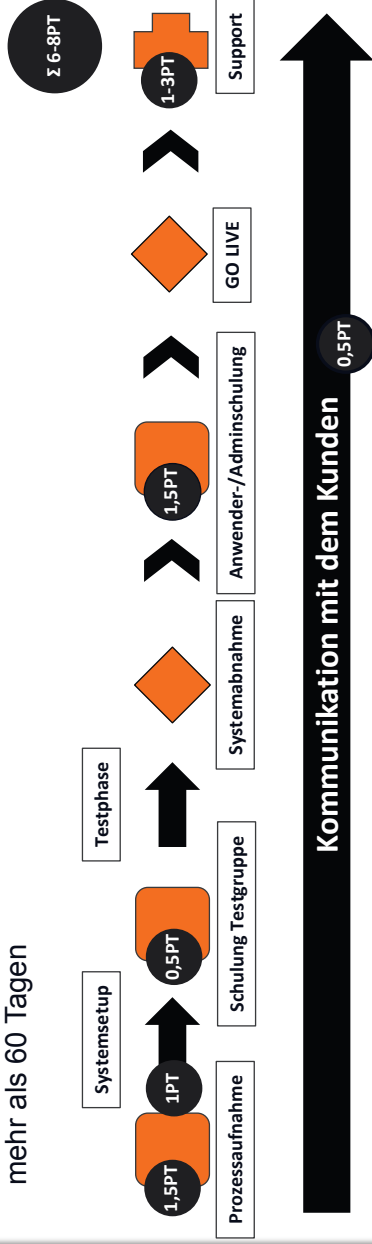 mehr als 60 Tagen
Σ 6-8PT
Systemsetup
Testphase
1,5PT
1PT
0,5PT
1,5PT
1-3PT
Prozessaufnahme
Schulung Testgruppe
Systemabnahme
Anwender-/Adminschulung
GO LIVE
Support
Kommunikation mit dem Kunden
0,5PT